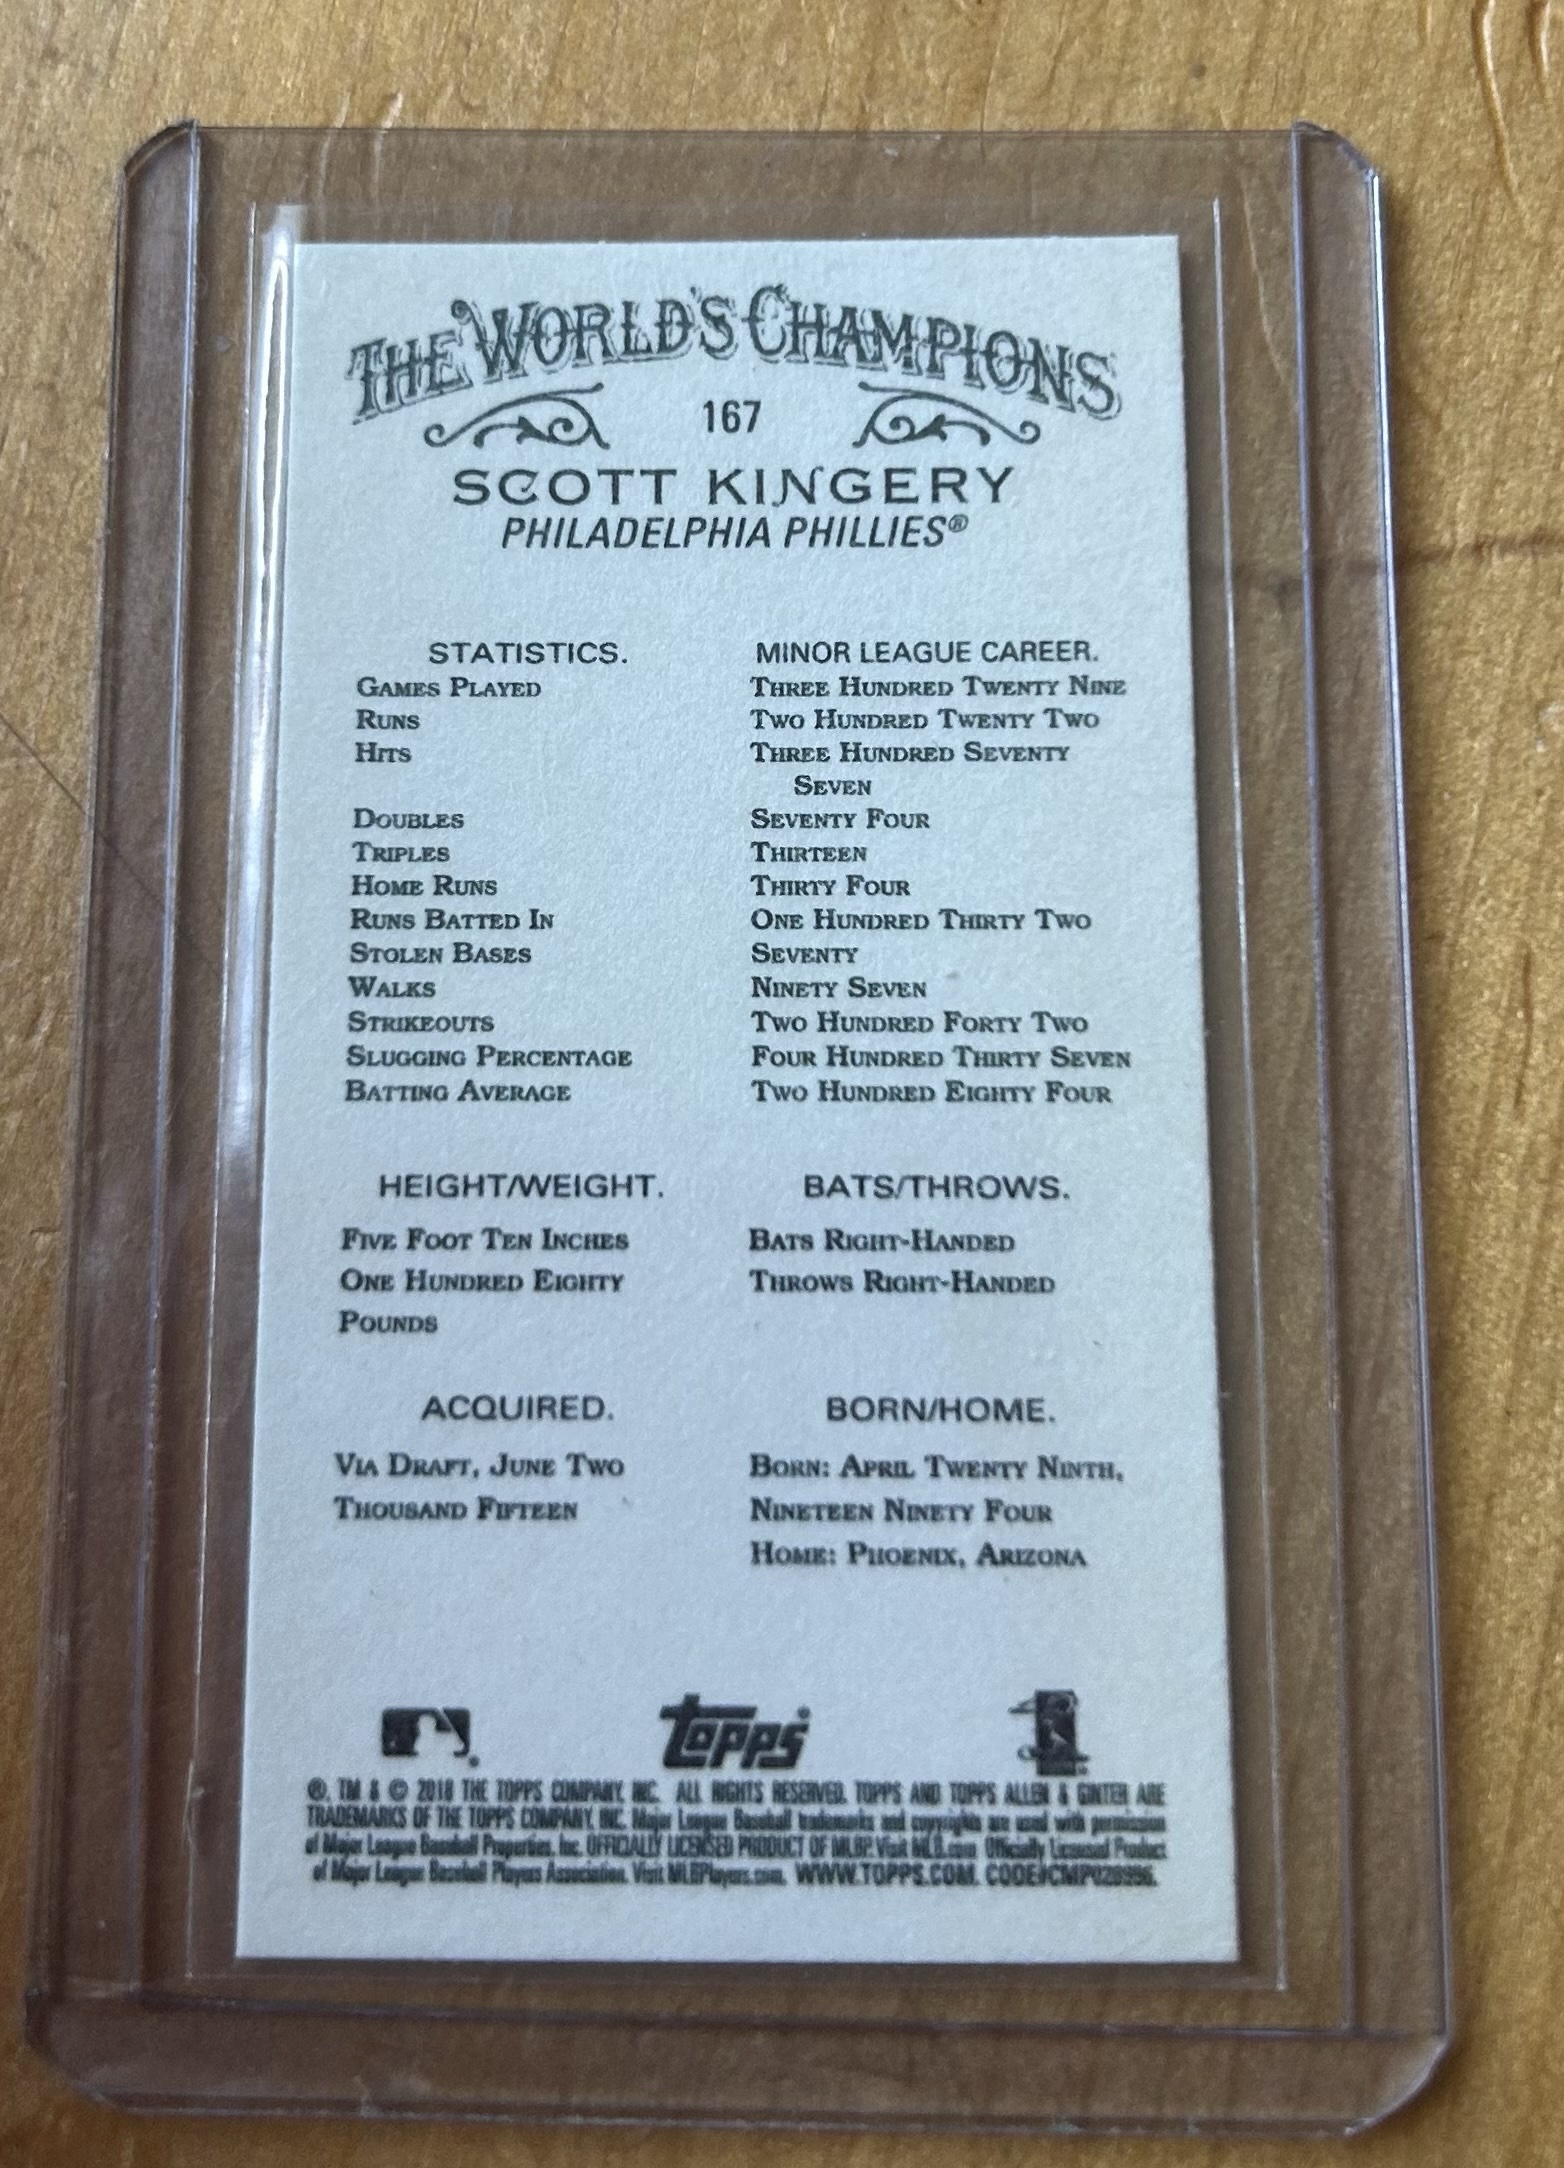 THE WORLD'S CHAMPIONS
167
SCOTT KINGERY
PHILADELPHIA PHILLIES®
STATISTICS. MINOR LEAGUE CAREER.
GAMES PLAYED THREE HUNDRED TWENTY NINE
RUNS TWO HUNDRED TWENTY TWO
HITS THREE HUNDRED SEVENTY
SEVEN
DOUBLES SEVENTY FOUR
TRIPLES THIRTEEN
HOME RUNS THIRTY FOUR
RUNS BATTED IN ONE HUNDRED THIRTY TWO
STOLEN BASES SEVENTY
WALKS NINETY SEVEN
STRIKEOUTS TWO HUNDRED FORTY TWO
SLUGGING PERCENTAGE FOUR HUNDRED THIRTY SEVEN
BATTING AVERAGE TWO HUNDRED EIGHTY FOUR
HEIGHT/WEIGHT. BATS/THROWS.
FIVE FOOT TEN INCHES BATS RIGHT-HANDED
ONE HUNDRED EIGHTY THROWS RIGHT-HANDED
POUNDS
ACQUIRED. BORN/HOME.
VIA DRAFT, JUNE TWO BORN: APRIL TWENTY NINTH,
THOUSAND FIFTEEN NINETEEN NINETY FOUR
HOME: PHOENIX, ARIZONA
topps
®, TM & © 2018 THE TOPPS COMPANY, INC. ALL RIGHTS RESERVED. TOPPS AND TOPPS ALLEN & GINTER ARE
TRADEMARKS OF THE TOPPS COMPANY, INC. Major League Baseball trademarks and copyrights are used with permission
of Major League Baseball Properties, Inc. OFFICIALLY LICENSED PRODUCT OF MLBP. Visit MLB.com Officially Licensed Product
of Major League Baseball Players Association. Visit MLBPlayers.com. WWW.TOPPS.COM. CODE#CMP028996.